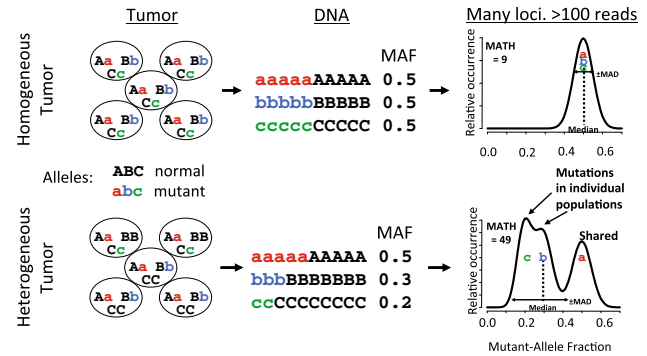 Tumor
DNA
Many loci. >100 reads
Homogeneous
Tumor
Aa Bb
Cc
Aa Bb
Cc
Aa Bb
Cc
Aa Bb
Cc
Aa Bb
Cc
MAF
aaaaaAAAAA 0.5
bbbbbBBBBB 0.5
cccccCCCCC 0.5
Relative occurrence
MATH
= 9
a
b
c
±MAD
Median
0.0 0.2 0.4 0.6
Alleles: ABC normal
abc mutant
Heterogeneous
Tumor
Aa BB
Cc
Aa BB
Cc
Aa Bb
CC
Aa Bb
CC
Aa Bb
CC
MAF
aaaaaAAAAA 0.5
bbbBBBBBBB 0.3
ccCCCCCCCC 0.2
Mutations
in individual
populations
Relative occurrence
MATH
= 49
Shared
c b a
±MAD
Median
0.0 0.2 0.4 0.6
Mutant-Allele Fraction